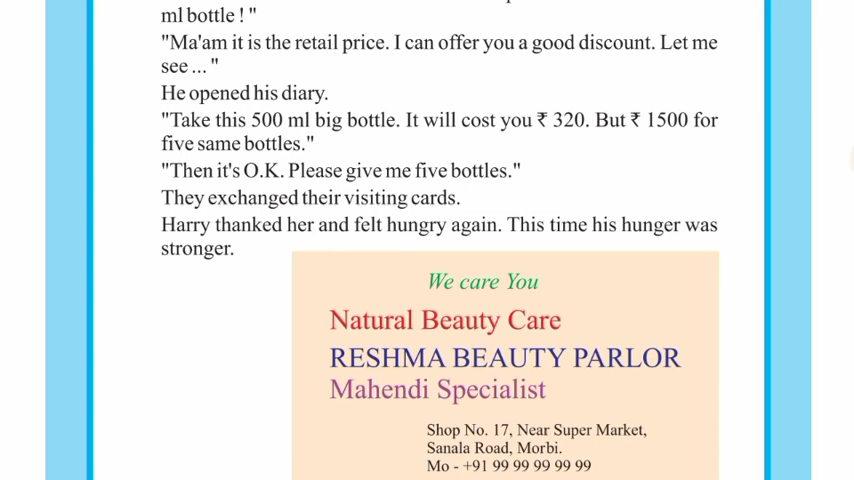 ml bottle ! "
"Ma'am it is the retail price. I can offer you a good discount. Let me
see ... "
He opened his diary.
"Take this 500 ml big bottle. It will cost you ₹ 320. But ₹ 1500 for
five same bottles."
"Then it's O.K. Please give me five bottles."
They exchanged their visiting cards.
Harry thanked her and felt hungry again. This time his hunger was
stronger.
We care You
Natural Beauty Care
RESHMA BEAUTY PARLOR
Mahendi Specialist
Shop No. 17, Near Super Market,
Sanala Road, Morbi.
Mo - +91 99 99 99 99 99